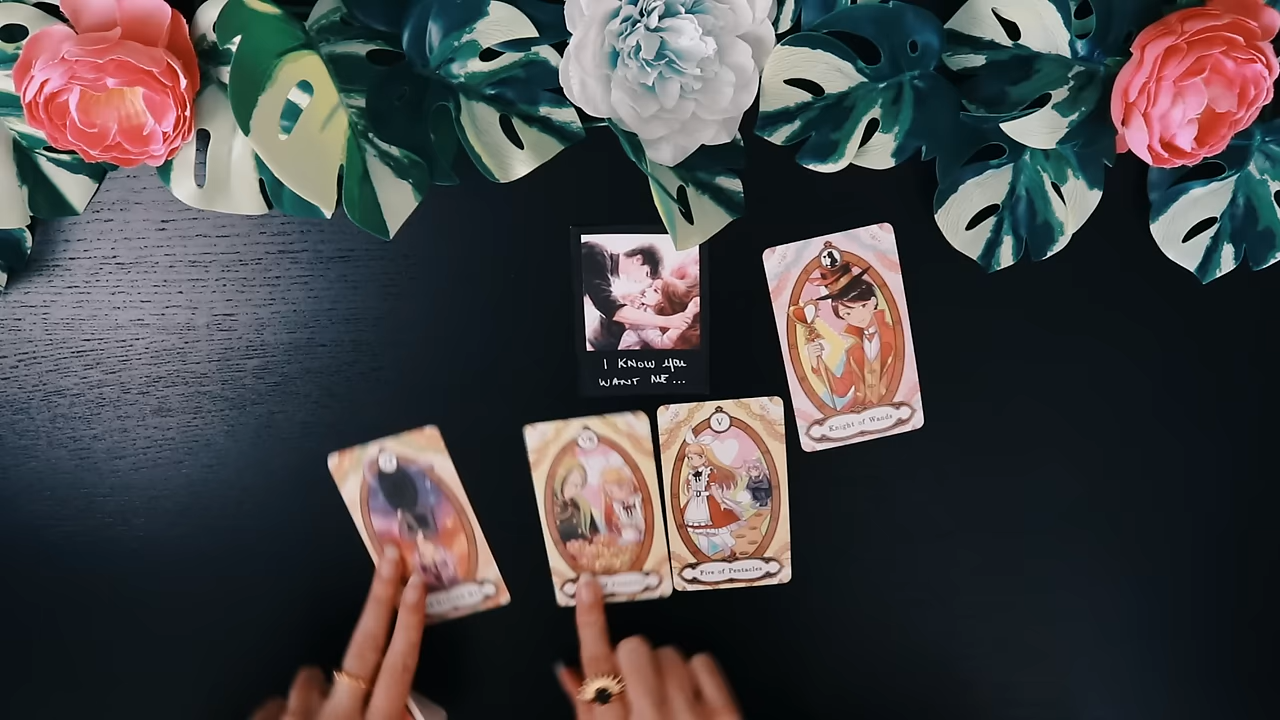 I KNOW YOU
WANT ME...
Knight of Wands
V
Five of Pentacles